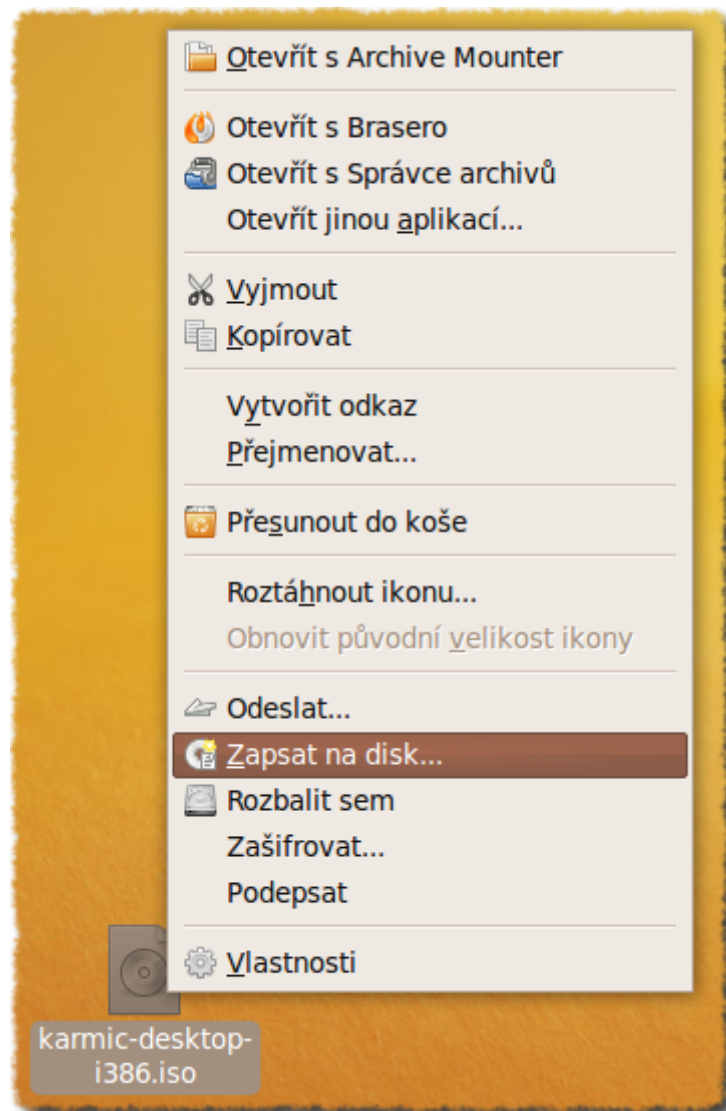 Otevřít s Archive Mounter
Otevřít s Brasero
Otevřít s Správce archivů
Otevřít jinou aplikací...
Vyjmout
Kopírovat
Vytvořit odkaz
Přejmenovat...
Přesunout do koše
Roztáhnout ikonu...
Obnovit původní velikost ikony
Odeslat...
Zapsat na disk...
Rozbalit sem
Zašifrovat...
Podepsat
Vlastnosti
karmic-desktop-
i386.iso